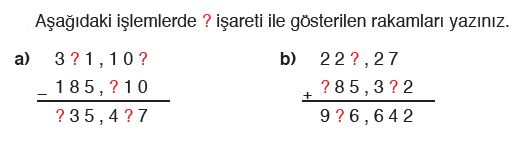 Aşağıdaki işlemlerde ? işareti ile gösterilen rakamları yazınız.
a) 3 ? 1 , 1 0 ?
− 1 8 5 , ? 1 0
? 3 5 , 4 ? 7
b) 2 2 ? , 2 7
+ ? 8 5 , 3 ? 2
9 ? 6 , 6 4 2